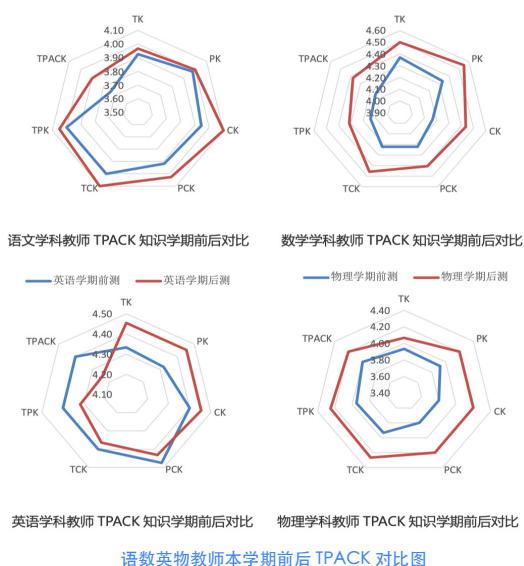 TK
4.10
4.00
3.90
3.80
3.70
3.60
3.50
PK
CK
PCK
TCK
TPK
TPACK
语文学科教师 TPACK 知识学期前后对比
TK
4.60
4.50
4.40
4.30
4.20
4.10
4.00
3.90
PK
CK
PCK
TCK
TPK
TPACK
数学学科教师 TPACK 知识学期前后对比
英语学期前测 英语学期后测
TK
4.50
4.40
4.30
4.20
4.10
PK
CK
PCK
TCK
TPK
TPACK
英语学科教师 TPACK 知识学期前后对比
物理学期前测 物理学期后测
TK
4.40
4.20
4.00
3.80
3.60
3.40
PK
CK
PCK
TCK
TPK
TPACK
物理学科教师 TPACK 知识学期前后对比
语数英物教师本学期前后 TPACK 对比图